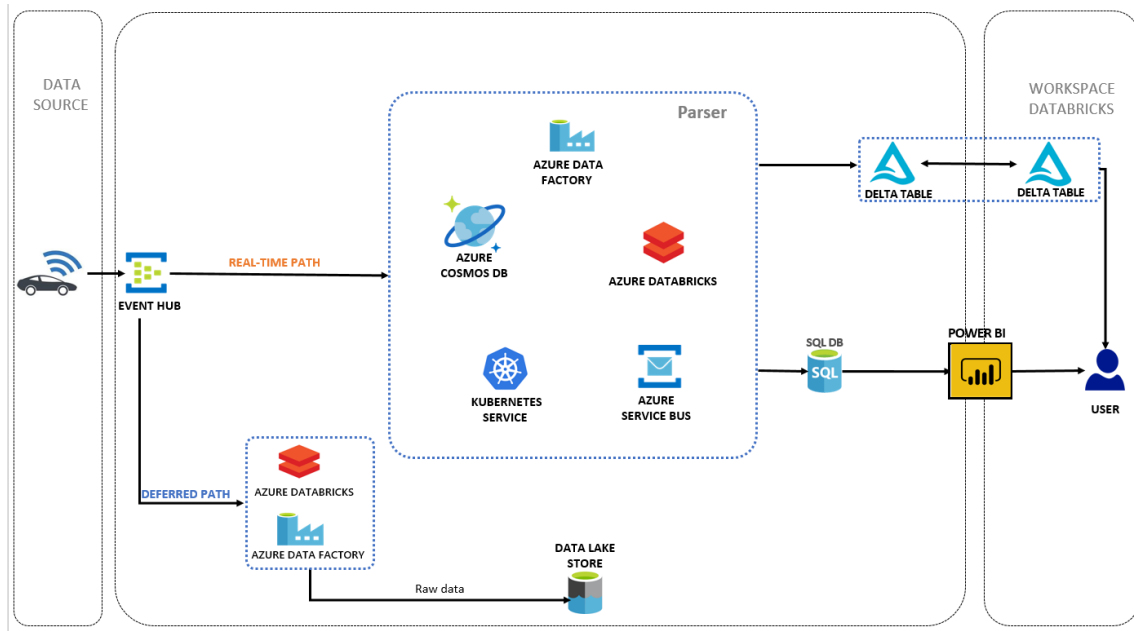 DATA
SOURCE
WORKSPACE
DATABRICKS
Parser
AZURE DATA
FACTORY
DELTA TABLE
DELTA TABLE
AZURE
COSMOS DB
AZURE DATABRICKS
REAL-TIME PATH
EVENT HUB
KUBERNETES
SERVICE
AZURE
SERVICE BUS
SQL DB
SQL
POWER BI
USER
DEFERRED PATH
AZURE DATABRICKS
AZURE DATA FACTORY
Raw data
DATA LAKE
STORE